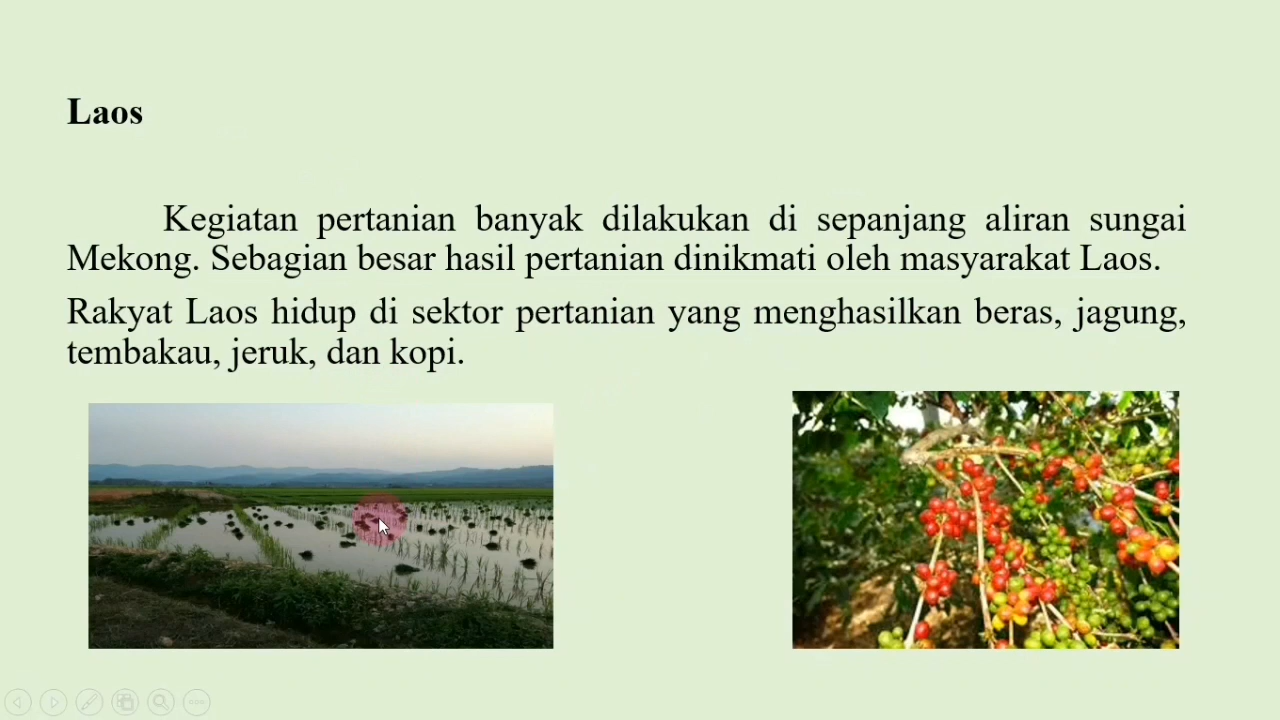 Laos
Kegiatan pertanian banyak dilakukan di sepanjang aliran sungai
Mekong. Sebagian besar hasil pertanian dinikmati oleh masyarakat Laos.
Rakyat Laos hidup di sektor pertanian yang menghasilkan beras, jagung,
tembakau, jeruk, dan kopi.